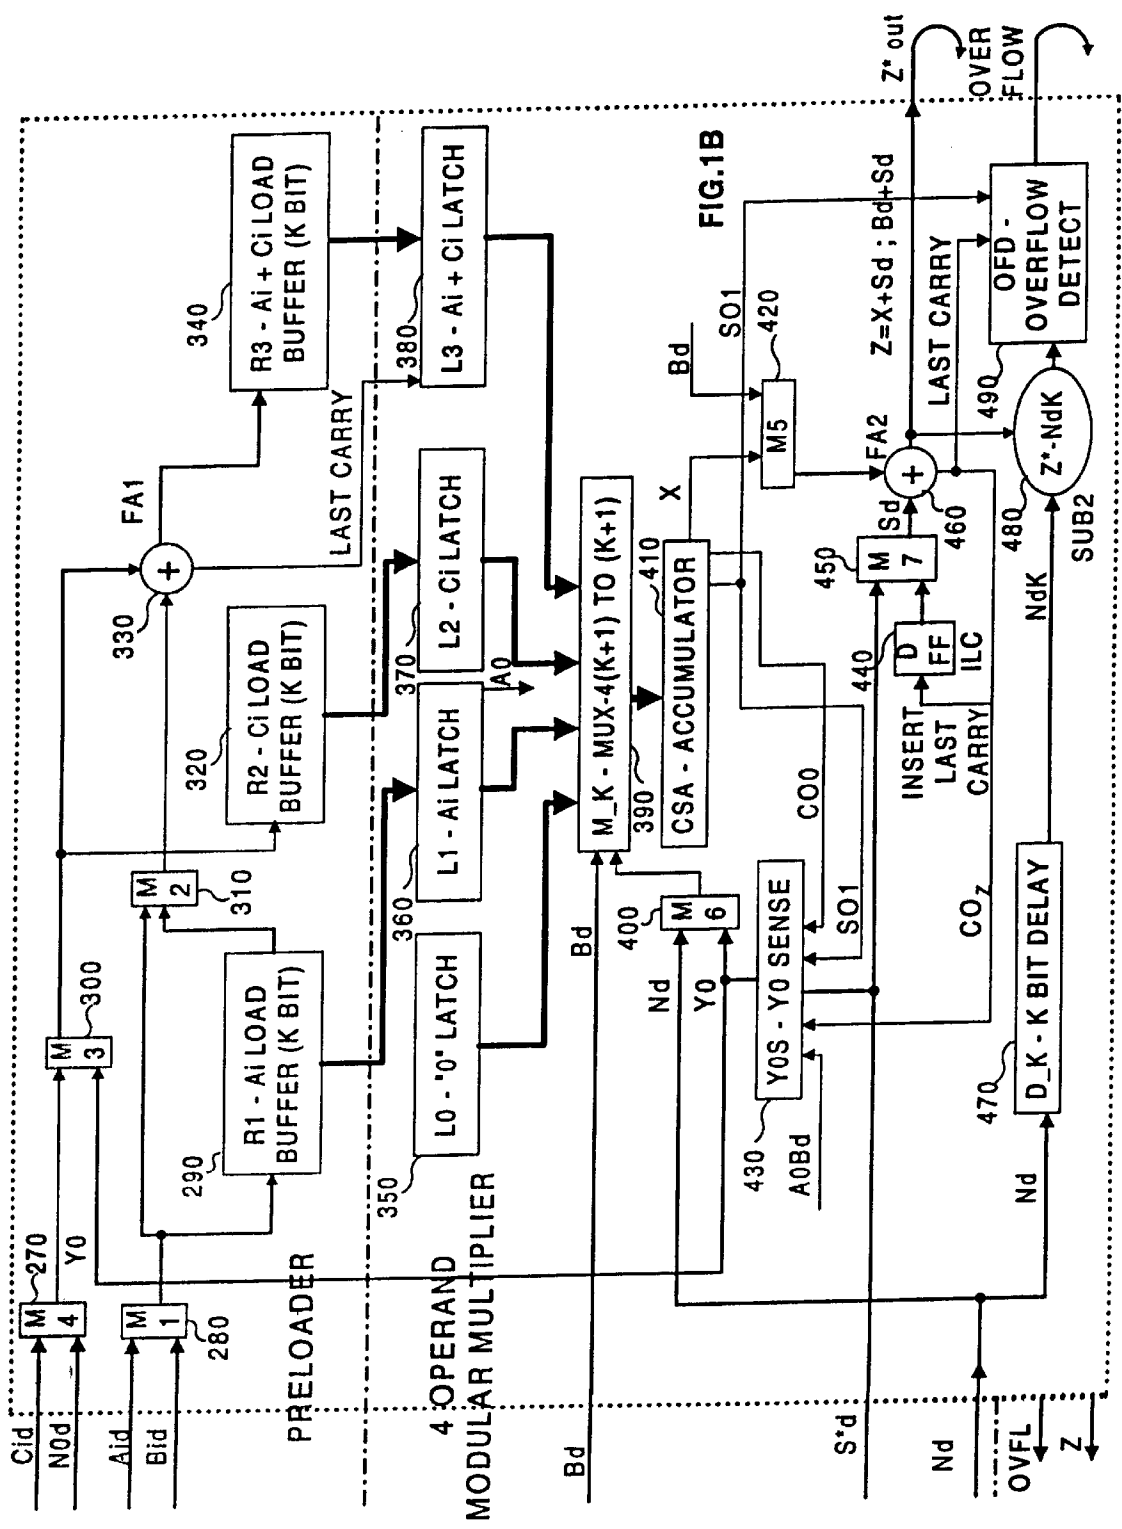 Cid
N0d
Aid
Bid
M
4
270
M
1
280
Y0
M
3
300
M
2
310
290
R1 - Ai LOAD
BUFFER (K BIT)
320
R2 - Ci LOAD
BUFFER (K BIT)
330
+
FA1
LAST CARRY
340
R3 - Ai + Ci LOAD
BUFFER (K BIT)
PRELOADER
4 OPERAND
MODULAR MULTIPLIER
350
L0 - "0" LATCH
360
L1 - Ai LATCH
A0
370
L2 - Ci LATCH
380
L3 - Ai + Ci LATCH
Bd
Bd
M_K - MUX-4(K+1) TO (K+1)
390
CSA - ACCUMULATOR
410
X
Bd
SO1
FIG.1B
Nd
Y0
400
M
6
M5
420
430
Y0S - Y0 SENSE
A0Bd
CO0
SO1
S*d
440
D
FF
ILC
INSERT
LAST
CARRY
450
M
7
Sd
FA2
+
460
Z=X+Sd ; Bd+Sd
LAST CARRY
Z* out
OVER
FLOW
COZ
Nd
Nd
470
D_K - K BIT DELAY
NdK
480
Z*-NdK
SUB2
490
OFD -
OVERFLOW
DETECT
OVFL
Z